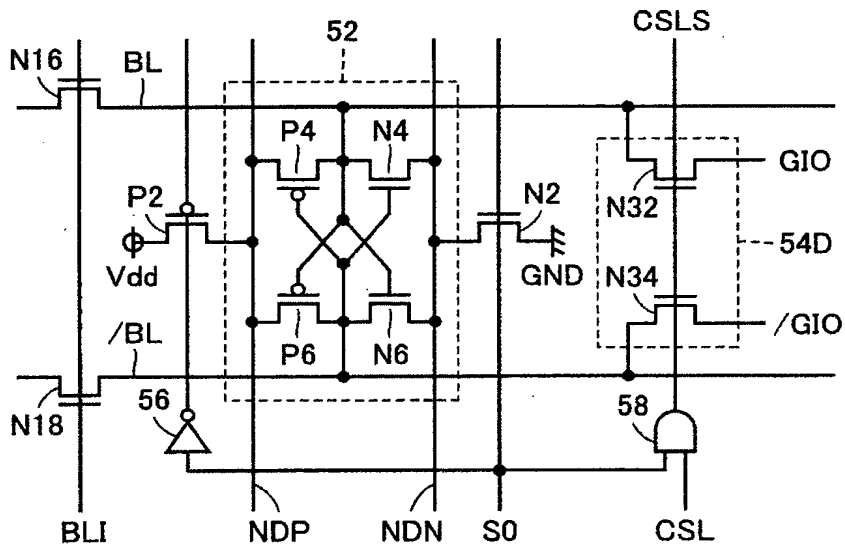 CSLS
52
N16
BL
P4
N4
GIO
N32
P2
N2
54D
Vdd
GND
N34
/GIO
/BL
P6
N6
N18
56
58
BLI
NDP
NDN
S0
CSL